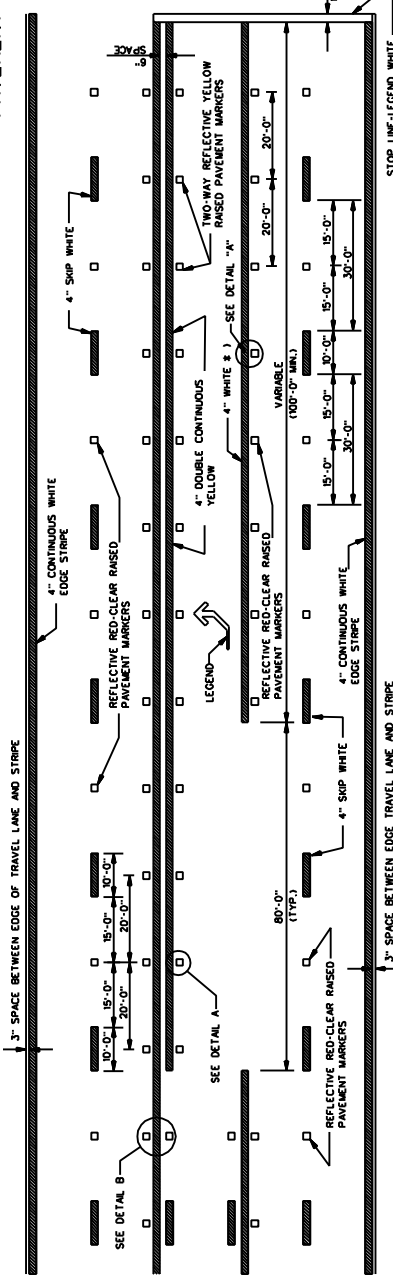 3" SPACE BETWEEN EDGE OF TRAVEL LANE AND STRIPE
4" CONTINUOUS WHITE
EDGE STRIPE
4" SKIP WHITE
6"
SPACE
10'-0"
15'-0"
15'-0"
10'-0"
20'-0"
20'-0"
REFLECTIVE RED-CLEAR RAISED
PAVEMENT MARKERS
SEE DETAIL B
SEE DETAIL A
4" DOUBLE CONTINUOUS
YELLOW
TWO-WAY REFLECTIVE YELLOW
RAISED PAVEMENT MARKERS
LEGEND
4" WHITE * )
SEE DETAIL "A"
20'-0"
20'-0"
REFLECTIVE RED-CLEAR RAISED
PAVEMENT MARKERS
80'-0"
(TYP.)
VARIABLE
(100'-0" MIN.)
REFLECTIVE RED-CLEAR RAISED
PAVEMENT MARKERS
4" SKIP WHITE
15'-0"
15'-0"
10'-0"
15'-0"
15'-0"
30'-0"
30'-0"
4" CONTINUOUS WHITE
EDGE STRIPE
3" SPACE BETWEEN EDGE TRAVEL LANE AND STRIPE
STOP LINE-LEGEND WHITE